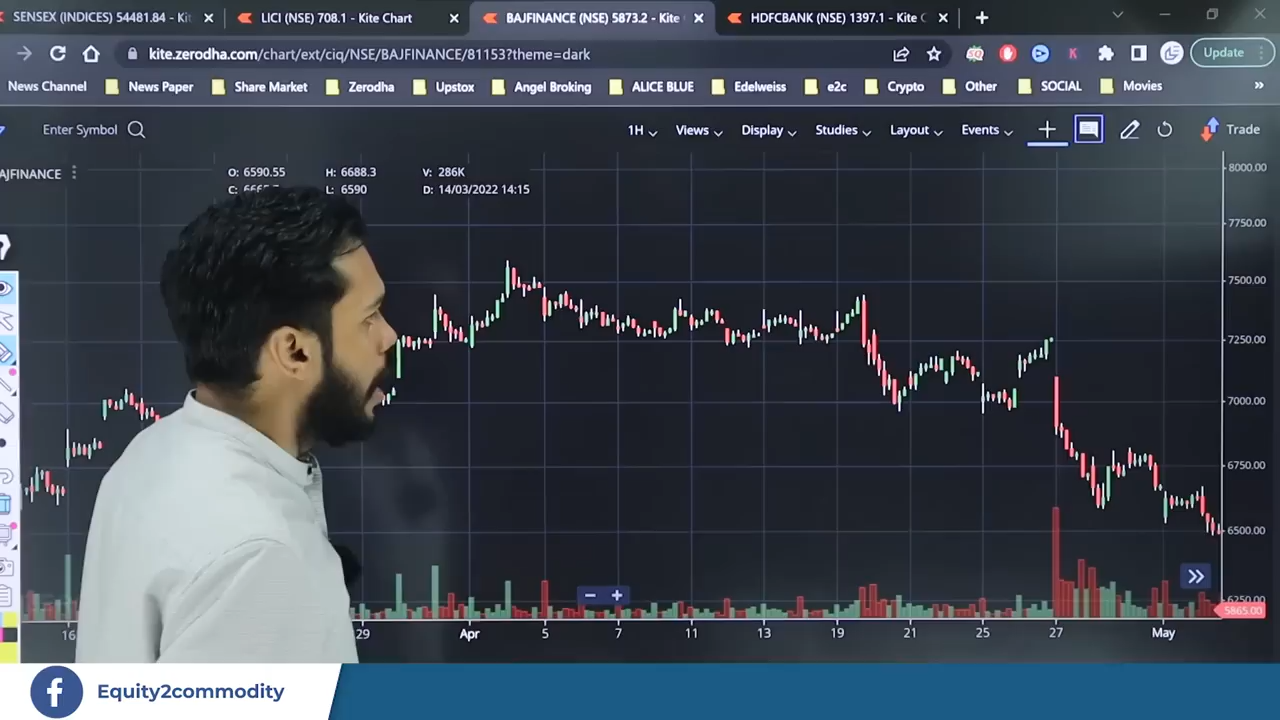 SENSEX (INDICES) 54481.84 - Ki
LICI (NSE) 708.1 - Kite Chart
BAJFINANCE (NSE) 5873.2 - Kite
HDFCBANK (NSE) 1397.1 - Kite C
kite.zerodha.com/chart/ext/ciq/NSE/BAJFINANCE/81153?theme=dark
Update
News Channel
News Paper
Share Market
Zerodha
Upstox
Angel Broking
ALICE BLUE
Edelweiss
e2c
Crypto
Other
SOCIAL
Movies
»
Enter Symbol
1H
Views
Display
Studies
Layout
Events
Trade
AJFINANCE
O: 6590.55
H: 6688.3
V: 286K
C:
L: 6590
D: 14/03/2022 14:15
8000.00
7750.00
7500.00
7250.00
7000.00
6750.00
6500.00
6250.00
5865.00
16
29
Apr
5
7
11
13
19
21
25
27
May
Equity2commodity